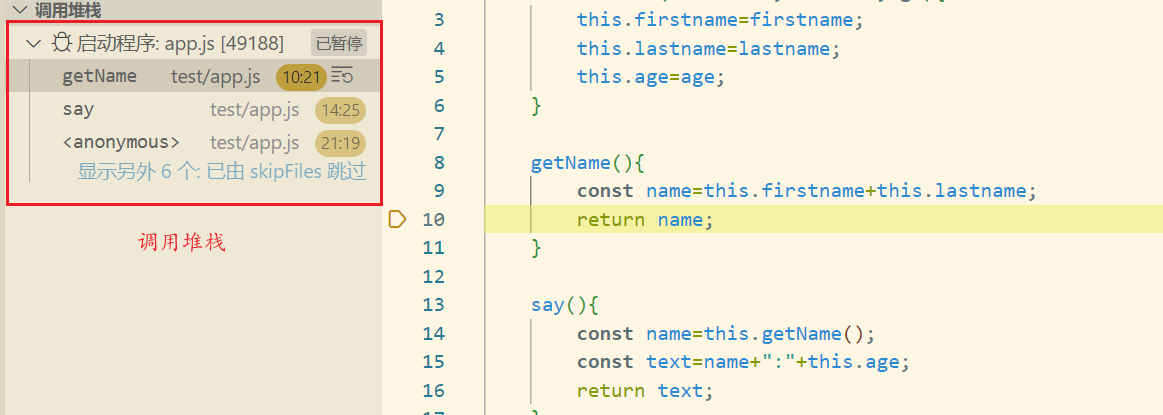 调用堆栈
启动程序: app.js [49188] 已暂停
getName test/app.js 10:21
say test/app.js 14:25
<anonymous> test/app.js 21:19
显示另外 6 个: 已由 skipFiles 跳过
调用堆栈
3 this.firstname=firstname;
4 this.lastname=lastname;
5 this.age=age;
6 }
7
8 getName(){
9 const name=this.firstname+this.lastname;
10 return name;
11 }
12
13 say(){
14 const name=this.getName();
15 const text=name+":"+this.age;
16 return text;